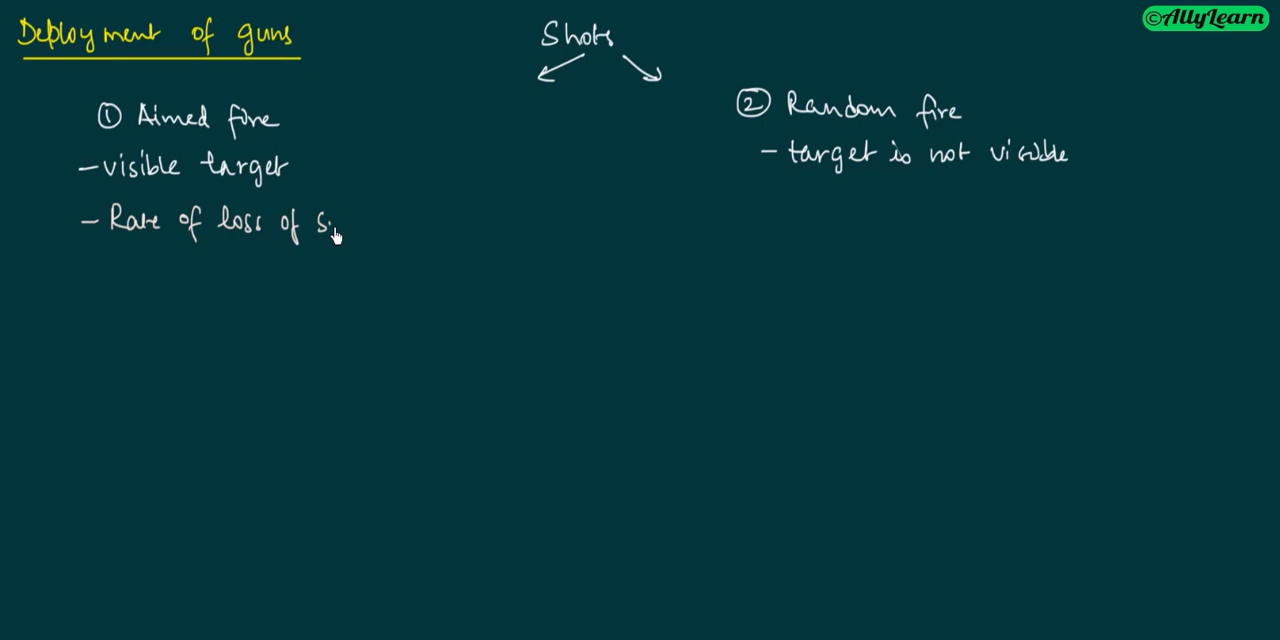 Deployment of guns
Shots
©AllyLearn
① Aimed fire
- visible target
- Rate of loss of s
② Random fire
- target is not visible